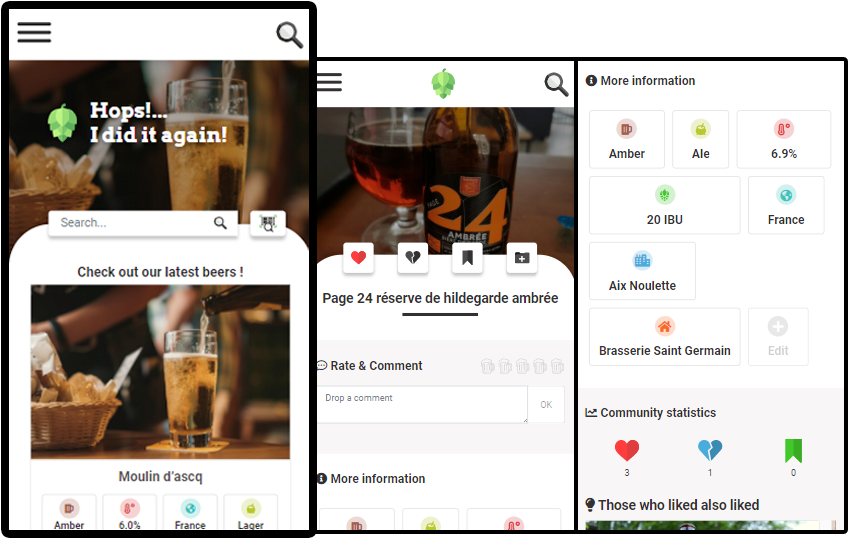 Hops!...
I did it again!
Search...
Check out our latest beers !
Moulin d'ascq
Amber
6.0%
France
Lager
PAGE
24
AMBRÉE
Page 24 réserve de hildegarde ambrée
Rate & Comment
Drop a comment
OK
More information
More information
Amber
Ale
6.9%
20 IBU
France
Aix Noulette
Brasserie Saint Germain
Edit
Community statistics
3
1
0
Those who liked also liked